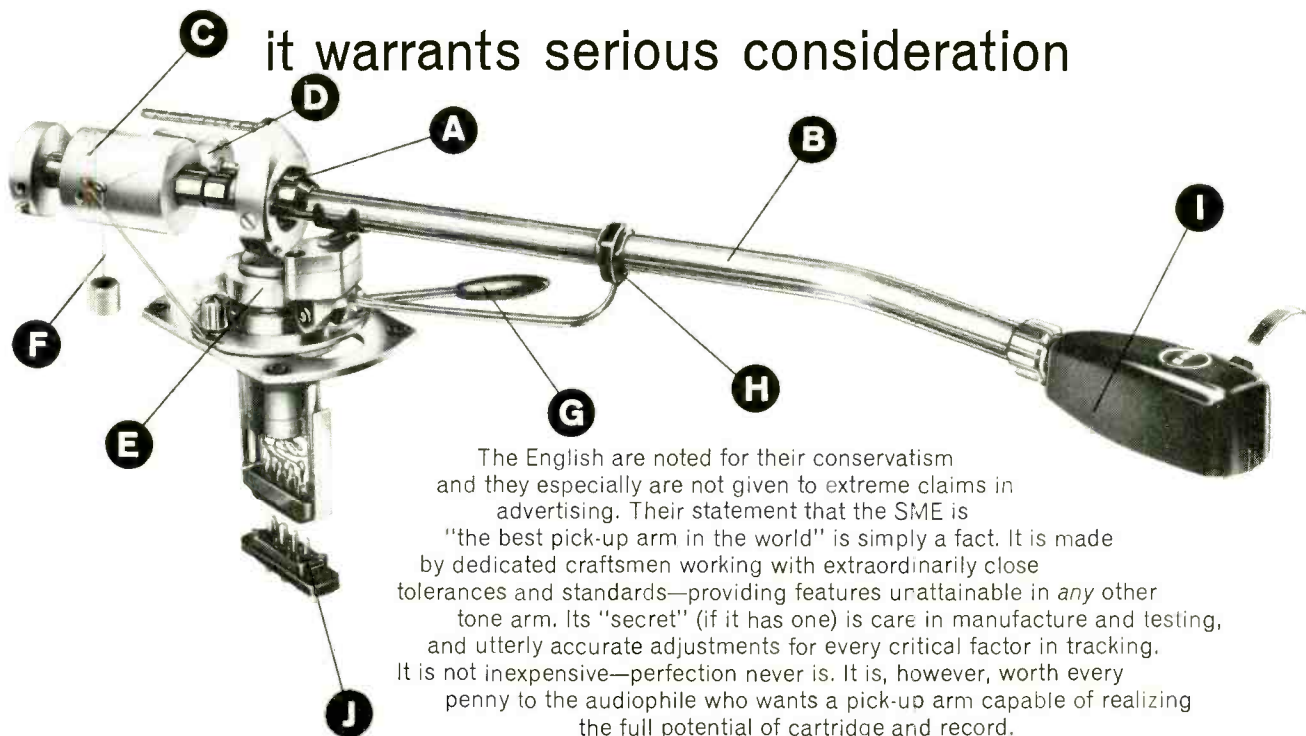 it warrants serious consideration
C
D
A
B
I
F
E
G
H
J
The English are noted for their conservatism
and they especially are not given to extreme claims in
advertising. Their statement that the SME is
"the best pick-up arm in the world" is simply a fact. It is made
by dedicated craftsmen working with extraordinarily close
tolerances and standards—providing features unattainable in any other
tone arm. Its "secret" (if it has one) is care in manufacture and testing,
and utterly accurate adjustments for every critical factor in tracking.
It is not inexpensive—perfection never is. It is, however, worth every
penny to the audiophile who wants a pick-up arm capable of realizing
the full potential of cartridge and record.